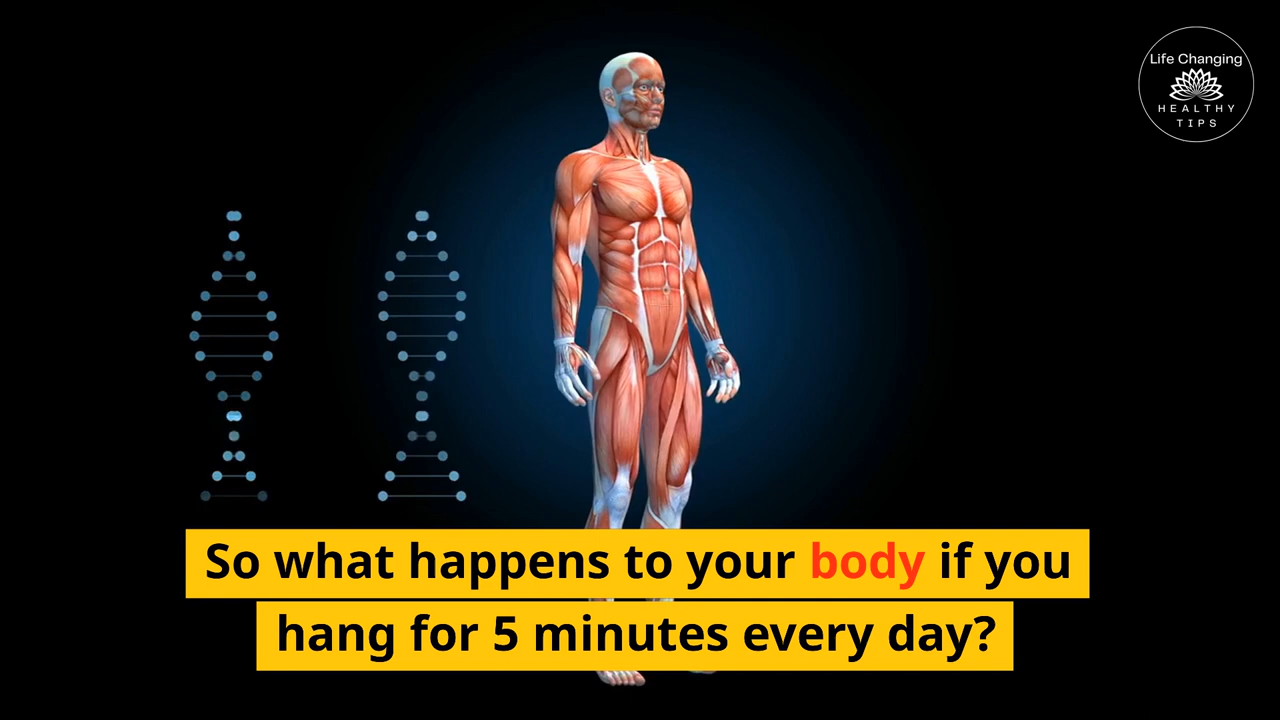 Life Changing
HEALTHY
TIPS
So what happens to your body if you
hang for 5 minutes every day?